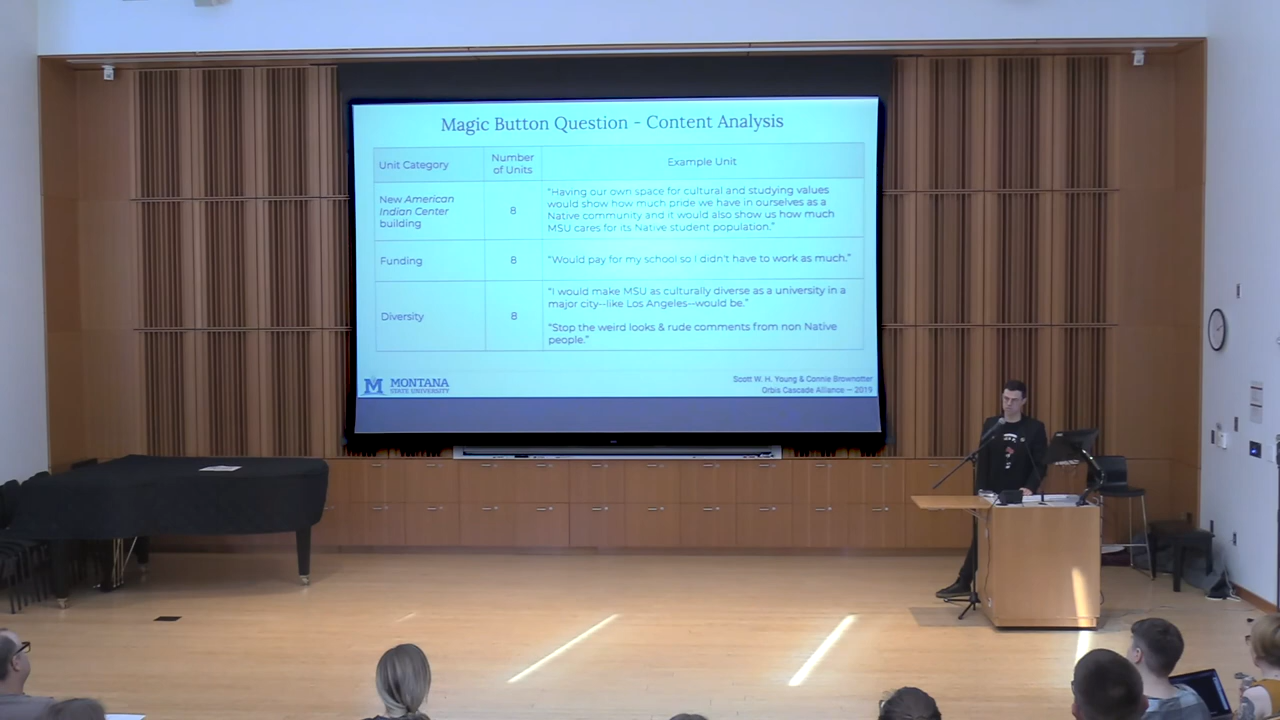 Magic Button Question - Content Analysis
Unit Category
Number
of Units
Example Unit
New American
Indian Center
building
8
"Having our own space for cultural and studying values
would show how much pride we have in ourselves as a
Native community and it would also show us how much
MSU cares for its Native student population."
Funding
8
"Would pay for my school so I didn't have to work as much."
Diversity
8
"I would make MSU as culturally diverse as a university in a
major city--like Los Angeles--would be."
"Stop the weird looks & rude comments from non Native
people."
M MONTANA
STATE UNIVERSITY
Scott W. H. Young & Connie Brownotter
Orbis Cascade Alliance — 2019